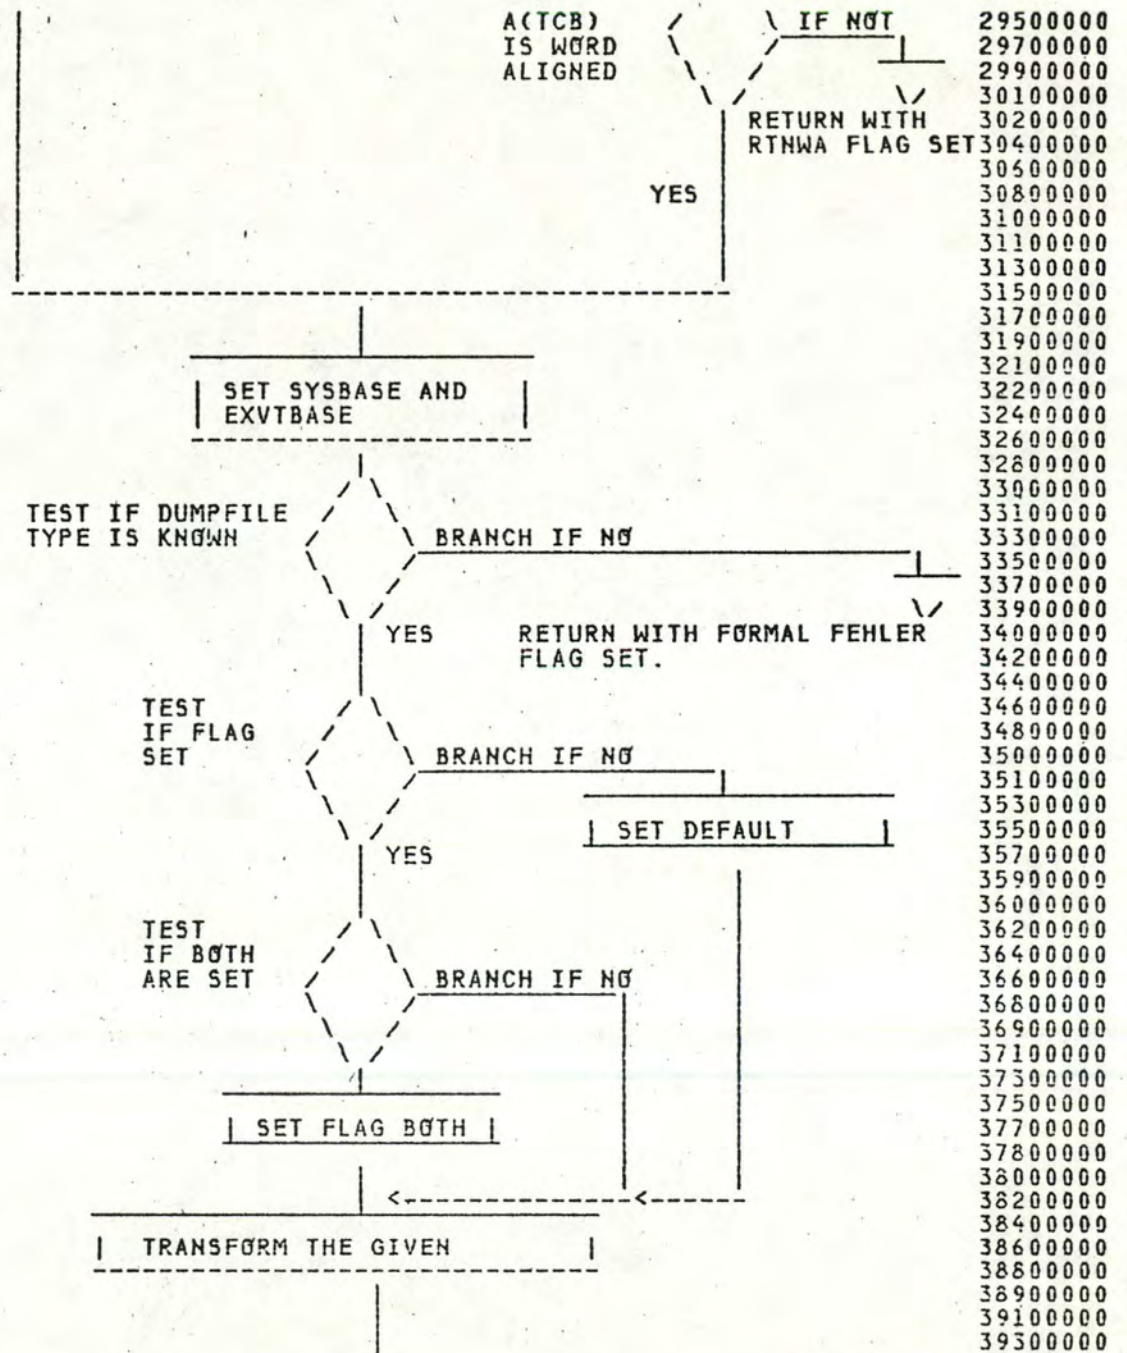 A(TCB) IF NOT 29500000
IS WORD 29700000
ALIGNED 29900000
30100000
RETURN WITH 30200000
RTNWA FLAG SET 30400000
30600000
YES 30800000
31000000
31100000
31300000
31500000
31700000
31900000
32100000
SET SYSBASE AND 32200000
EXVTBASE 32400000
32600000
32800000
33000000
TEST IF DUMPFILE 33100000
TYPE IS KNOWN BRANCH IF NO 33300000
33500000
33700000
33900000
YES RETURN WITH FORMAL FEHLER 34000000
FLAG SET. 34200000
34400000
TEST 34600000
IF FLAG 34800000
SET BRANCH IF NO 35000000
35100000
35300000
SET DEFAULT 35500000
YES 35700000
35900000
36000000
TEST 36200000
IF BOTH 36400000
ARE SET BRANCH IF NO 36600000
36800000
36900000
37100000
37300000
37500000
SET FLAG BOTH 37700000
37800000
38000000
38200000
38400000
TRANSFORM THE GIVEN 38600000
38800000
38900000
39100000
39300000